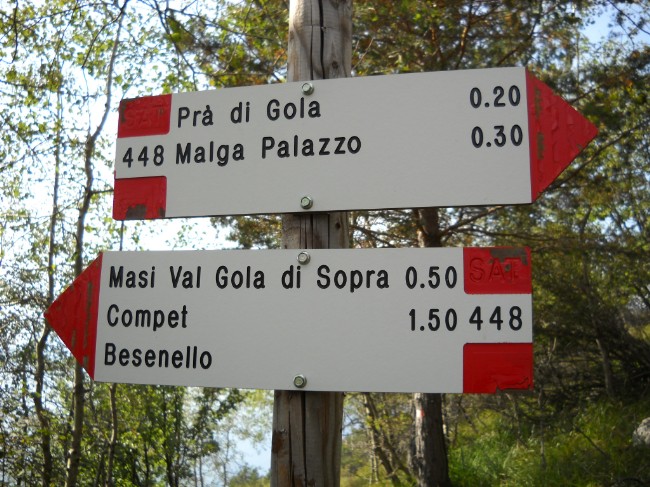 SAT
Prà di Gola 0.20
448 Malga Palazzo 0.30
Masi Val Gola di Sopra 0.50 SAT
Compet 1.50 448
Besenello